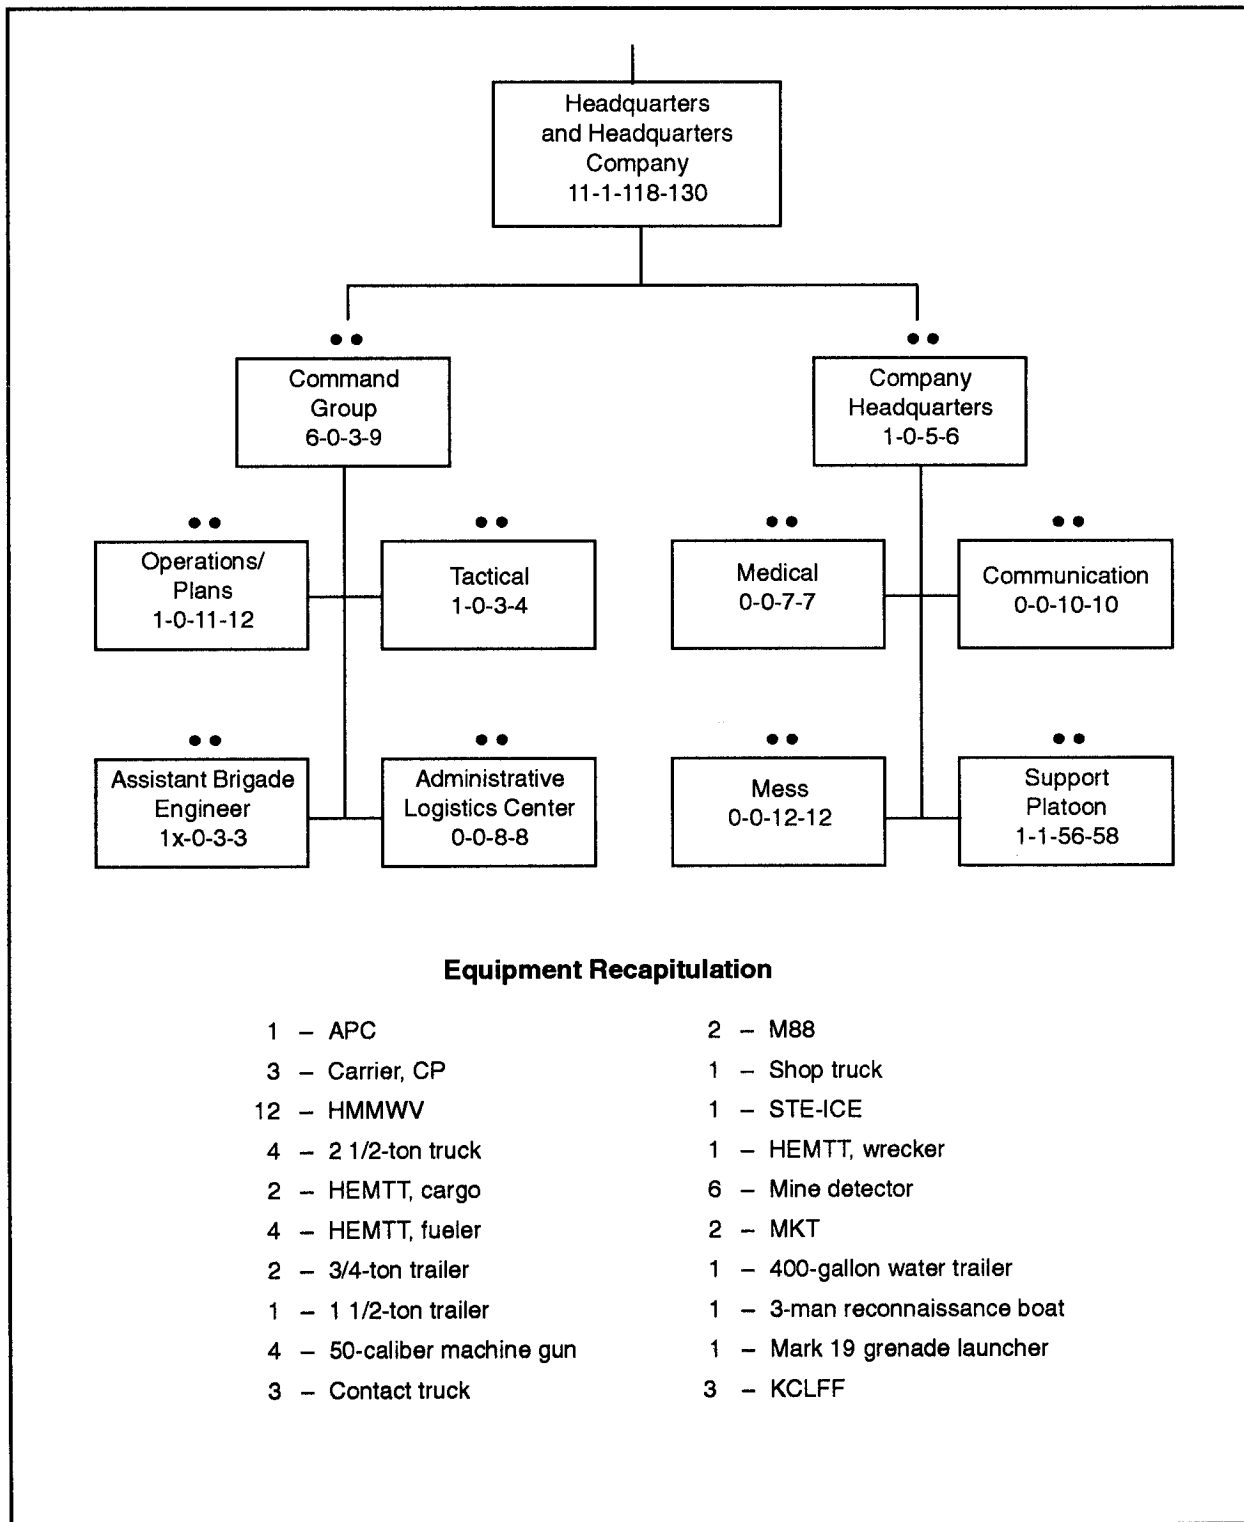 Headquarters
and Headquarters
Company
11-1-118-130
Command
Group
6-0-3-9
Company
Headquarters
1-0-5-6
Operations/
Plans
1-0-11-12
Tactical
1-0-3-4
Medical
0-0-7-7
Communication
0-0-10-10
Assistant Brigade
Engineer
1x-0-3-3
Administrative
Logistics Center
0-0-8-8
Mess
0-0-12-12
Support
Platoon
1-1-56-58
Equipment Recapitulation
1 – APC
3 – Carrier, CP
12 – HMMWV
4 – 2 1/2-ton truck
2 – HEMTT, cargo
4 – HEMTT, fueler
2 – 3/4-ton trailer
1 – 1 1/2-ton trailer
4 – 50-caliber machine gun
3 – Contact truck
2 – M88
1 – Shop truck
1 – STE-ICE
1 – HEMTT, wrecker
6 – Mine detector
2 – MKT
1 – 400-gallon water trailer
1 – 3-man reconnaissance boat
1 – Mark 19 grenade launcher
3 – KCLFF